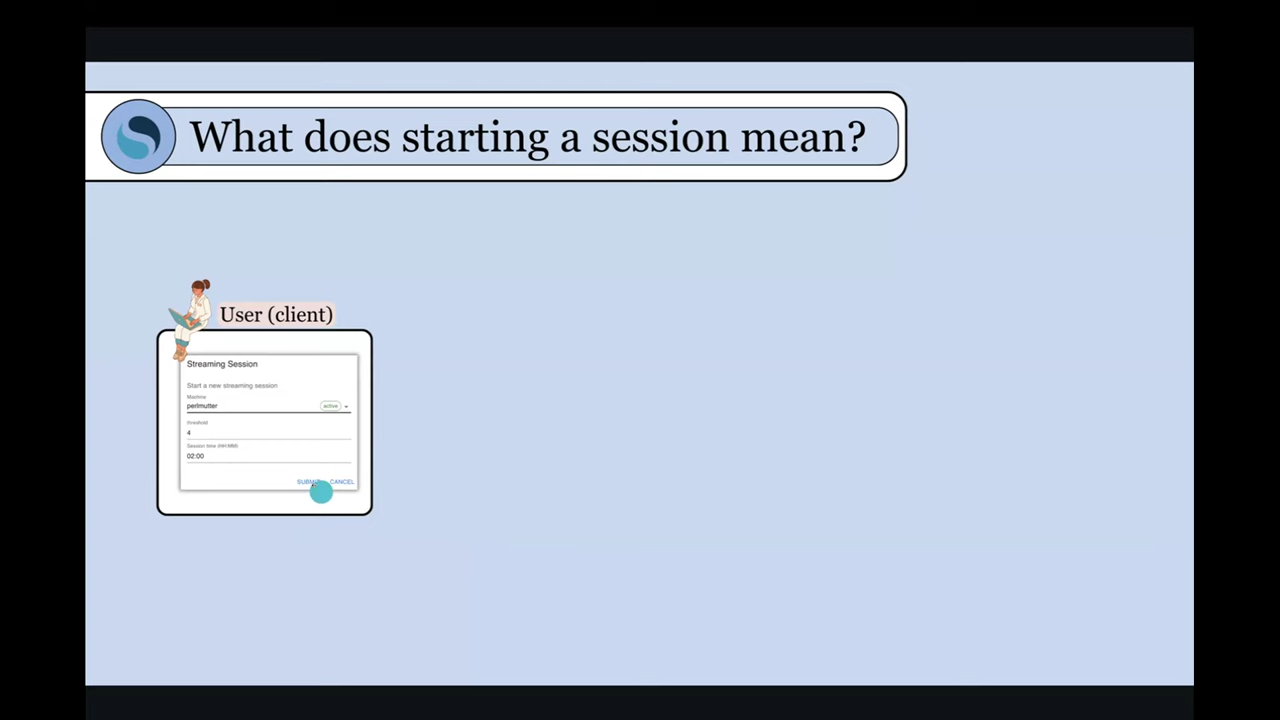 What does starting a session mean?
User (client)
Streaming Session
Start a new streaming session
Machine
perlmutter
active
threshold
4
Session time (HH:MM)
02:00
SUBMIT CANCEL